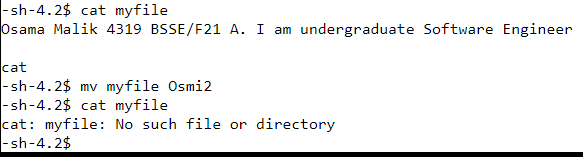 -sh-4.2$ cat myfile
Osama Malik 4319 BSSE/F21 A. I am undergraduate Software Engineer
cat
-sh-4.2$ mv myfile Osmi2
-sh-4.2$ cat myfile
cat: myfile: No such file or directory
-sh-4.2$